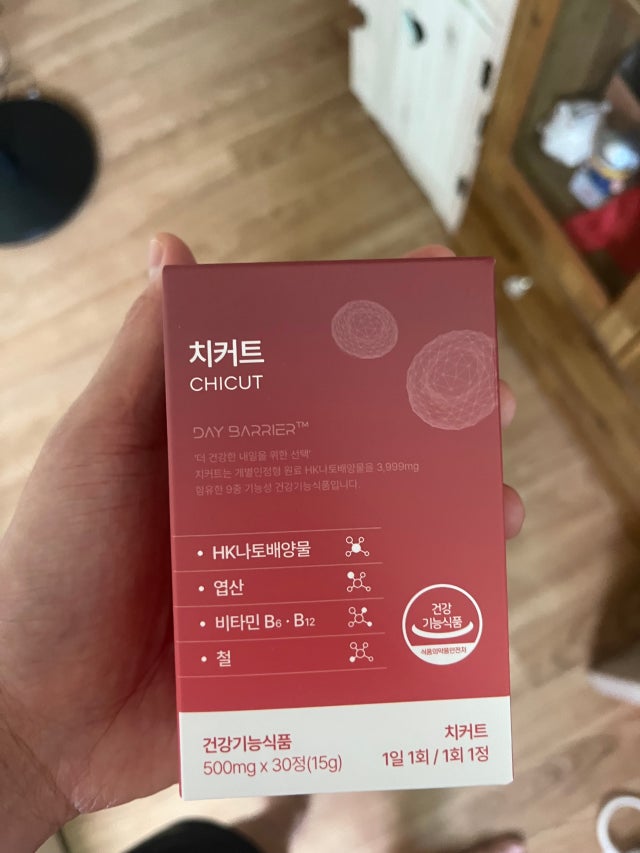 치커트
CHICUT
DAY BARRIER™
'더 건강한 내일을 위한 선택'
치커트는 개별인정형 원료 HK나토배양물을 3,999mg
함유한 9중 기능성 건강기능식품입니다.
• HK나토배양물
• 엽산
• 비타민 B6 · B12
• 철
건강
기능식품
식품의약품안전처
건강기능식품
500mg x 30정(15g)
치커트
1일 1회 / 1회 1정